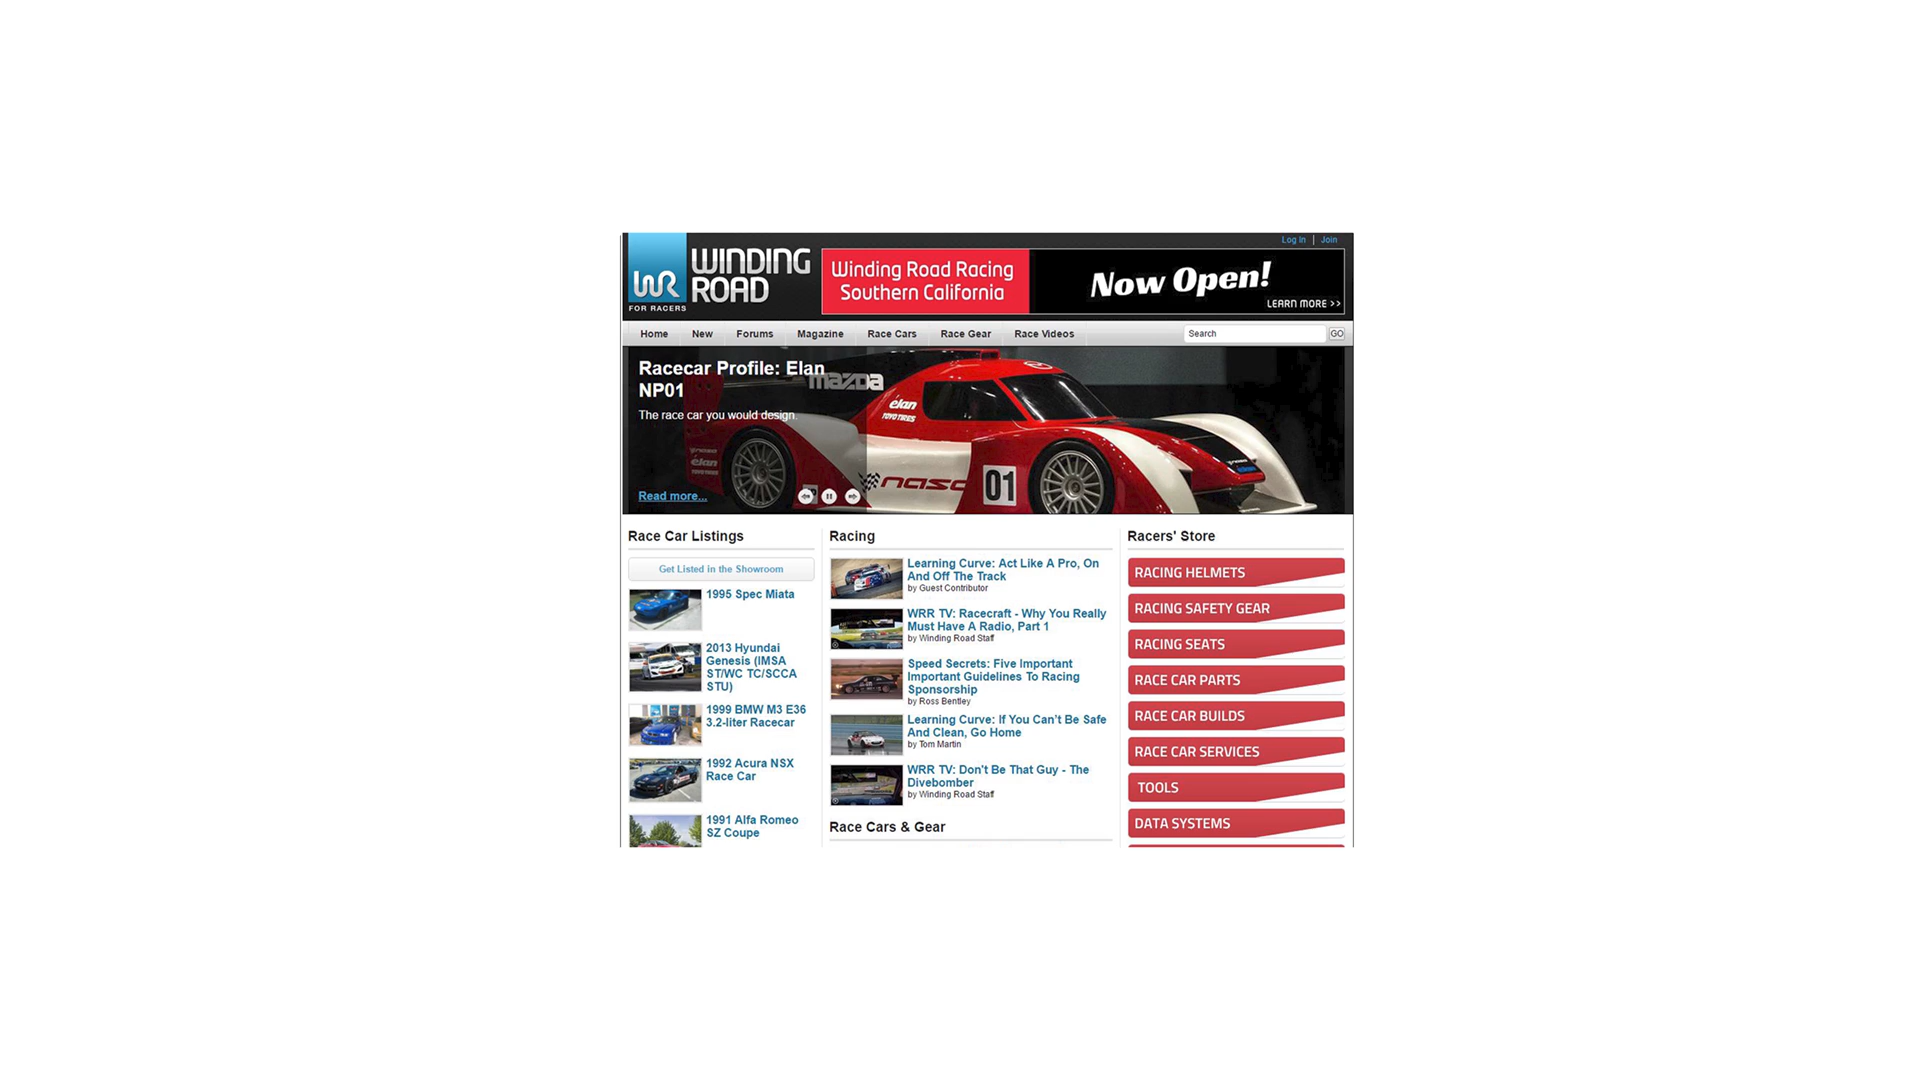 Log In | Join
WR
FOR RACERS
WINDING
ROAD
Winding Road Racing
Southern California
Now Open!
LEARN MORE >>
Home New Forums Magazine Race Cars Race Gear Race Videos Search GO
Racecar Profile: Elan
NP01
The race car you would design.
Read more...
mazda
élan
TOYO TIRES
élan
nasa
01
Race Car Listings
Get Listed in the Showroom
1995 Spec Miata
2013 Hyundai
Genesis (IMSA
ST/WC TC/SCCA
STU)
1999 BMW M3 E36
3.2-liter Racecar
1992 Acura NSX
Race Car
1991 Alfa Romeo
SZ Coupe
Racing
Learning Curve: Act Like A Pro, On
And Off The Track
by Guest Contributor
WRR TV: Racecraft - Why You Really
Must Have A Radio, Part 1
by Winding Road Staff
Speed Secrets: Five Important
Important Guidelines To Racing
Sponsorship
by Ross Bentley
Learning Curve: If You Can't Be Safe
And Clean, Go Home
by Tom Martin
WRR TV: Don't Be That Guy - The
Divebomber
by Winding Road Staff
Race Cars & Gear
Racers' Store
RACING HELMETS
RACING SAFETY GEAR
RACING SEATS
RACE CAR PARTS
RACE CAR BUILDS
RACE CAR SERVICES
TOOLS
DATA SYSTEMS